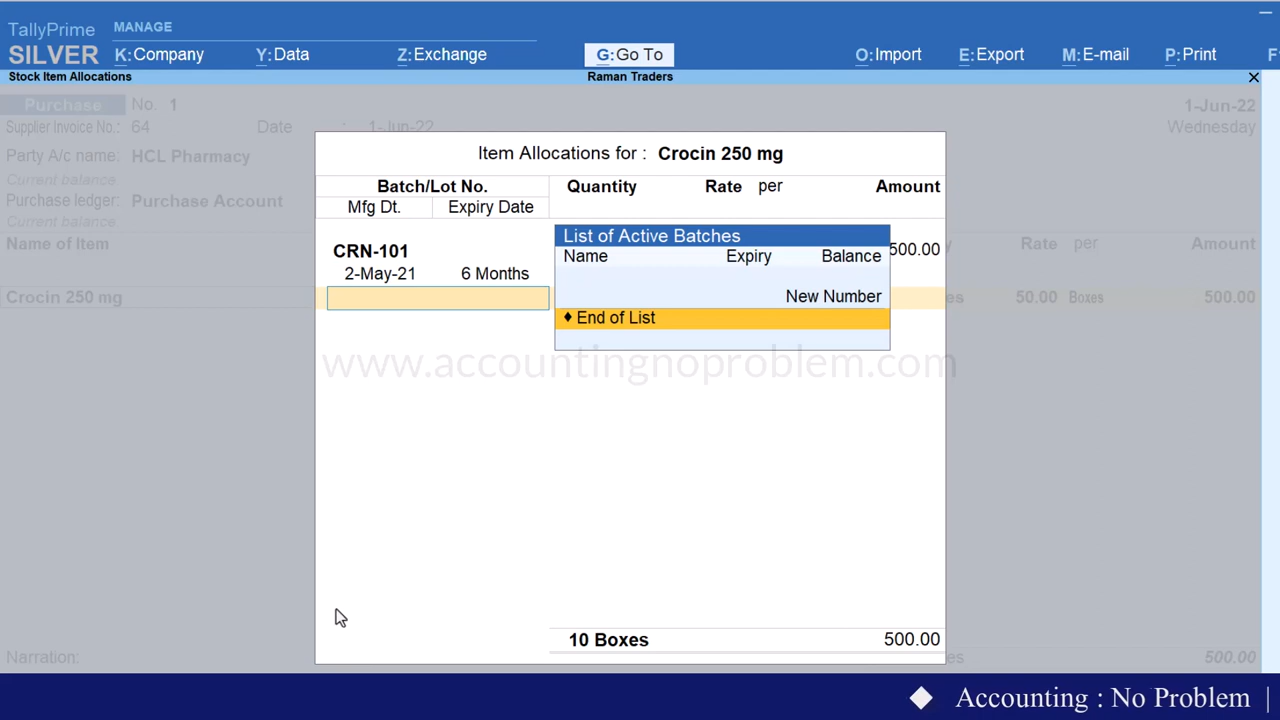 TallyPrime MANAGE
SILVER K:Company Y:Data Z:Exchange G:Go To O:Import E:Export M:E-mail P:Print F
Stock Item Allocations Raman Traders
Purchase No. 1 1-Jun-22
Supplier Invoice No.: 64 Date : 1-Jun-22 Wednesday
Party A/c name: HCL Pharmacy
Current balance:
Purchase ledger: Purchase Account
Current balance:
Name of Item Rate per Amount
Crocin 250 mg 50.00 Boxes 500.00
Item Allocations for : Crocin 250 mg
Batch/Lot No. Quantity Rate per Amount
Mfg Dt. Expiry Date
CRN-101 500.00
2-May-21 6 Months
List of Active Batches
Name Expiry Balance
New Number
♦ End of List
www.accountingnoproblem.com
10 Boxes 500.00
Narration: 500.00
Accounting : No Problem